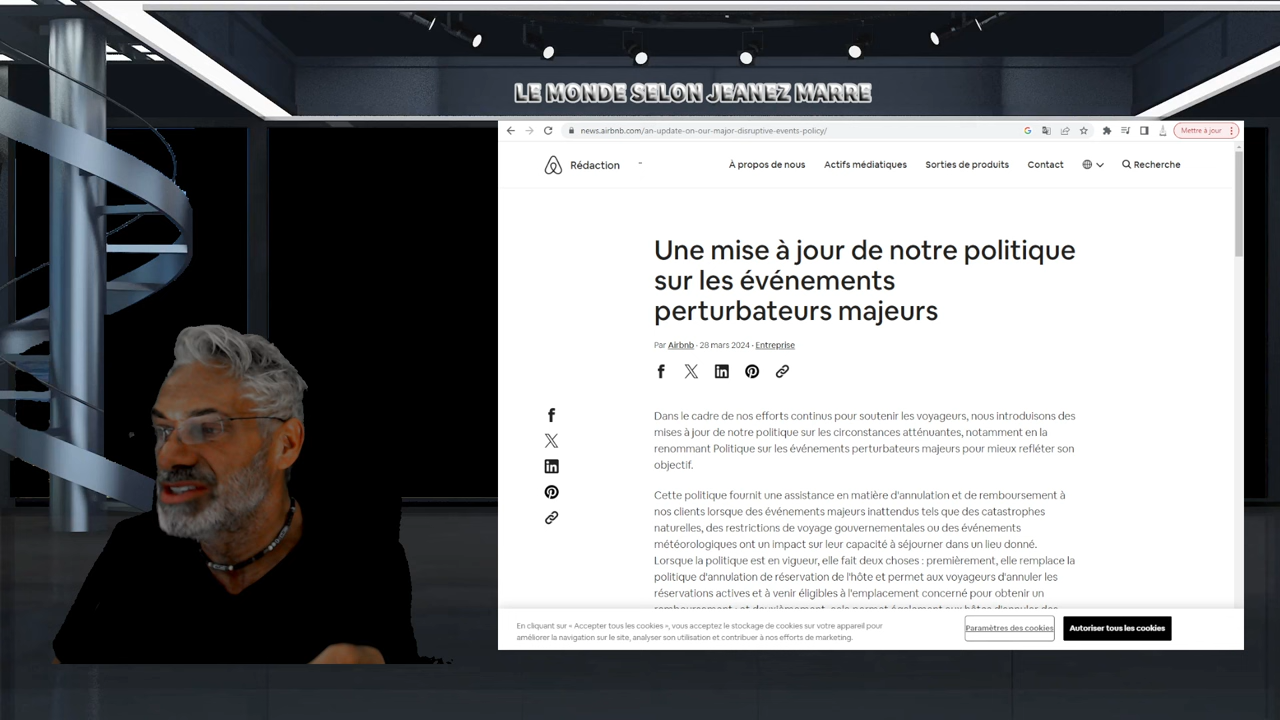 LE MONDE SELON JEANEZ MARRE
news.airbnb.com/an-update-on-our-major-disruptive-events-policy/
Mettre à jour
Rédaction
À propos de nous
Actifs médiatiques
Sorties de produits
Contact
Recherche
Une mise à jour de notre politique
sur les événements
perturbateurs majeurs
Par Airbnb · 28 mars 2024 · Entreprise
Dans le cadre de nos efforts continus pour soutenir les voyageurs, nous introduisons des
mises à jour de notre politique sur les circonstances atténuantes, notamment en la
renommant Politique sur les événements perturbateurs majeurs pour mieux refléter son
objectif.
Cette politique fournit une assistance en matière d'annulation et de remboursement à
nos clients lorsque des événements majeurs inattendus tels que des catastrophes
naturelles, des restrictions de voyage gouvernementales ou des événements
météorologiques ont un impact sur leur capacité à séjourner dans un lieu donné.
Lorsque la politique est en vigueur, elle fait deux choses : premièrement, elle remplace la
politique d'annulation de réservation de l'hôte et permet aux voyageurs d'annuler les
réservations actives et à venir éligibles à l'emplacement concerné pour obtenir un
En cliquant sur « Accepter tous les cookies », vous acceptez le stockage de cookies sur votre appareil pour
améliorer la navigation sur le site, analyser son utilisation et contribuer à nos efforts de marketing.
Paramètres des cookies
Autoriser tous les cookies